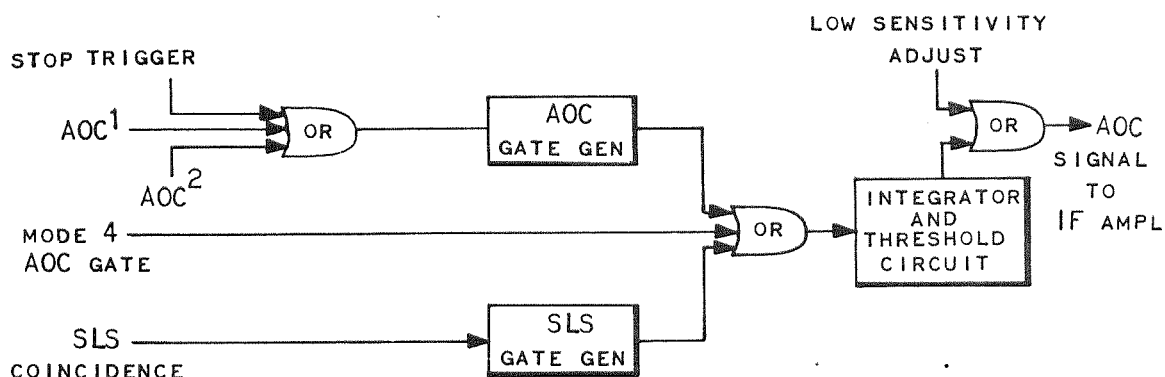 LOW SENSITIVITY
ADJUST
STOP TRIGGER
AOC1
OR
AOC
GATE GEN
OR
AOC
SIGNAL
TO
IF AMPL
AOC2
INTEGRATOR
AND
THRESHOLD
CIRCUIT
MODE 4
AOC GATE
OR
SLS
COINCIDENCE
SLS
GATE GEN